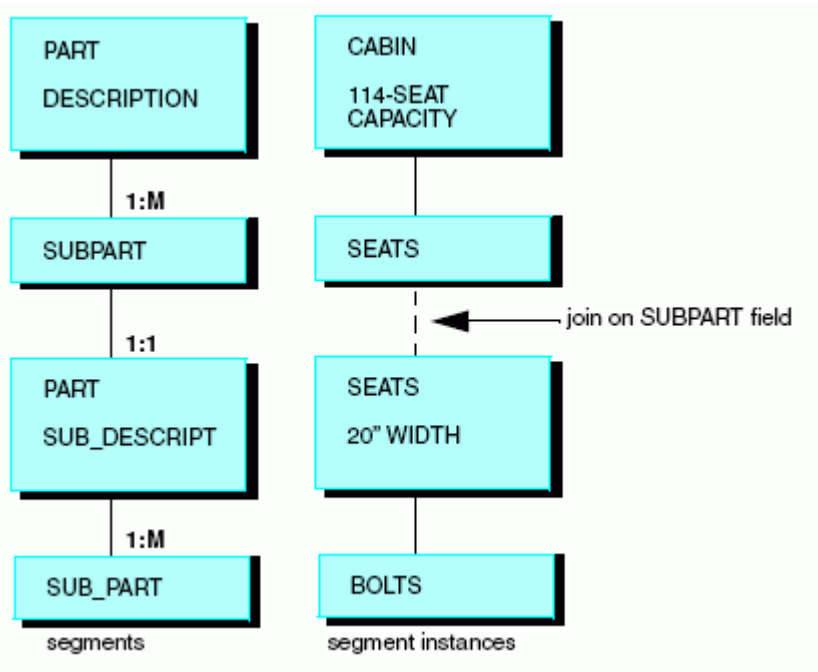 PART
DESCRIPTION
1:M
SUBPART
1:1
PART
SUB_DESCRIPT
1:M
SUB_PART
segments
CABIN
114-SEAT
CAPACITY
SEATS
join on SUBPART field
SEATS
20” WIDTH
BOLTS
segment instances